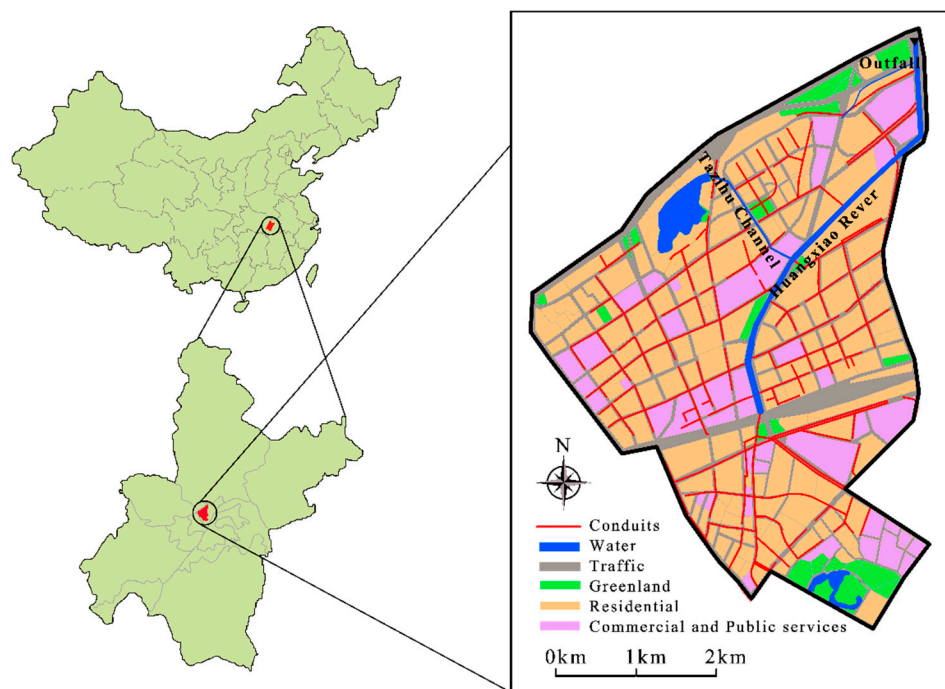 Outfall
Tazihu Channel
Huangxiao Rever
N
Conduits
Water
Traffic
Greenland
Residential
Commercial and Public services
0km 1km 2km